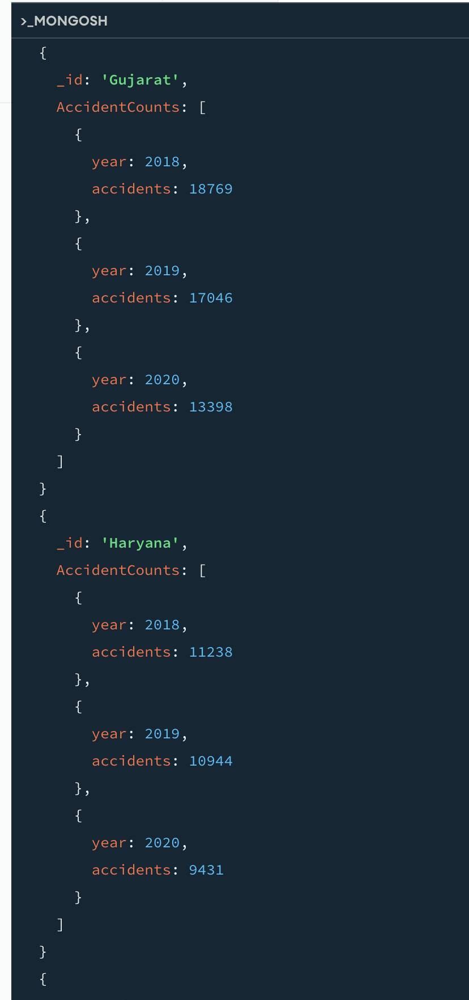 >_MONGOSH
{
_id: 'Gujarat',
AccidentCounts: [
{
year: 2018,
accidents: 18769
},
{
year: 2019,
accidents: 17046
},
{
year: 2020,
accidents: 13398
}
]
}
{
_id: 'Haryana',
AccidentCounts: [
{
year: 2018,
accidents: 11238
},
{
year: 2019,
accidents: 10944
},
{
year: 2020,
accidents: 9431
}
]
}
{